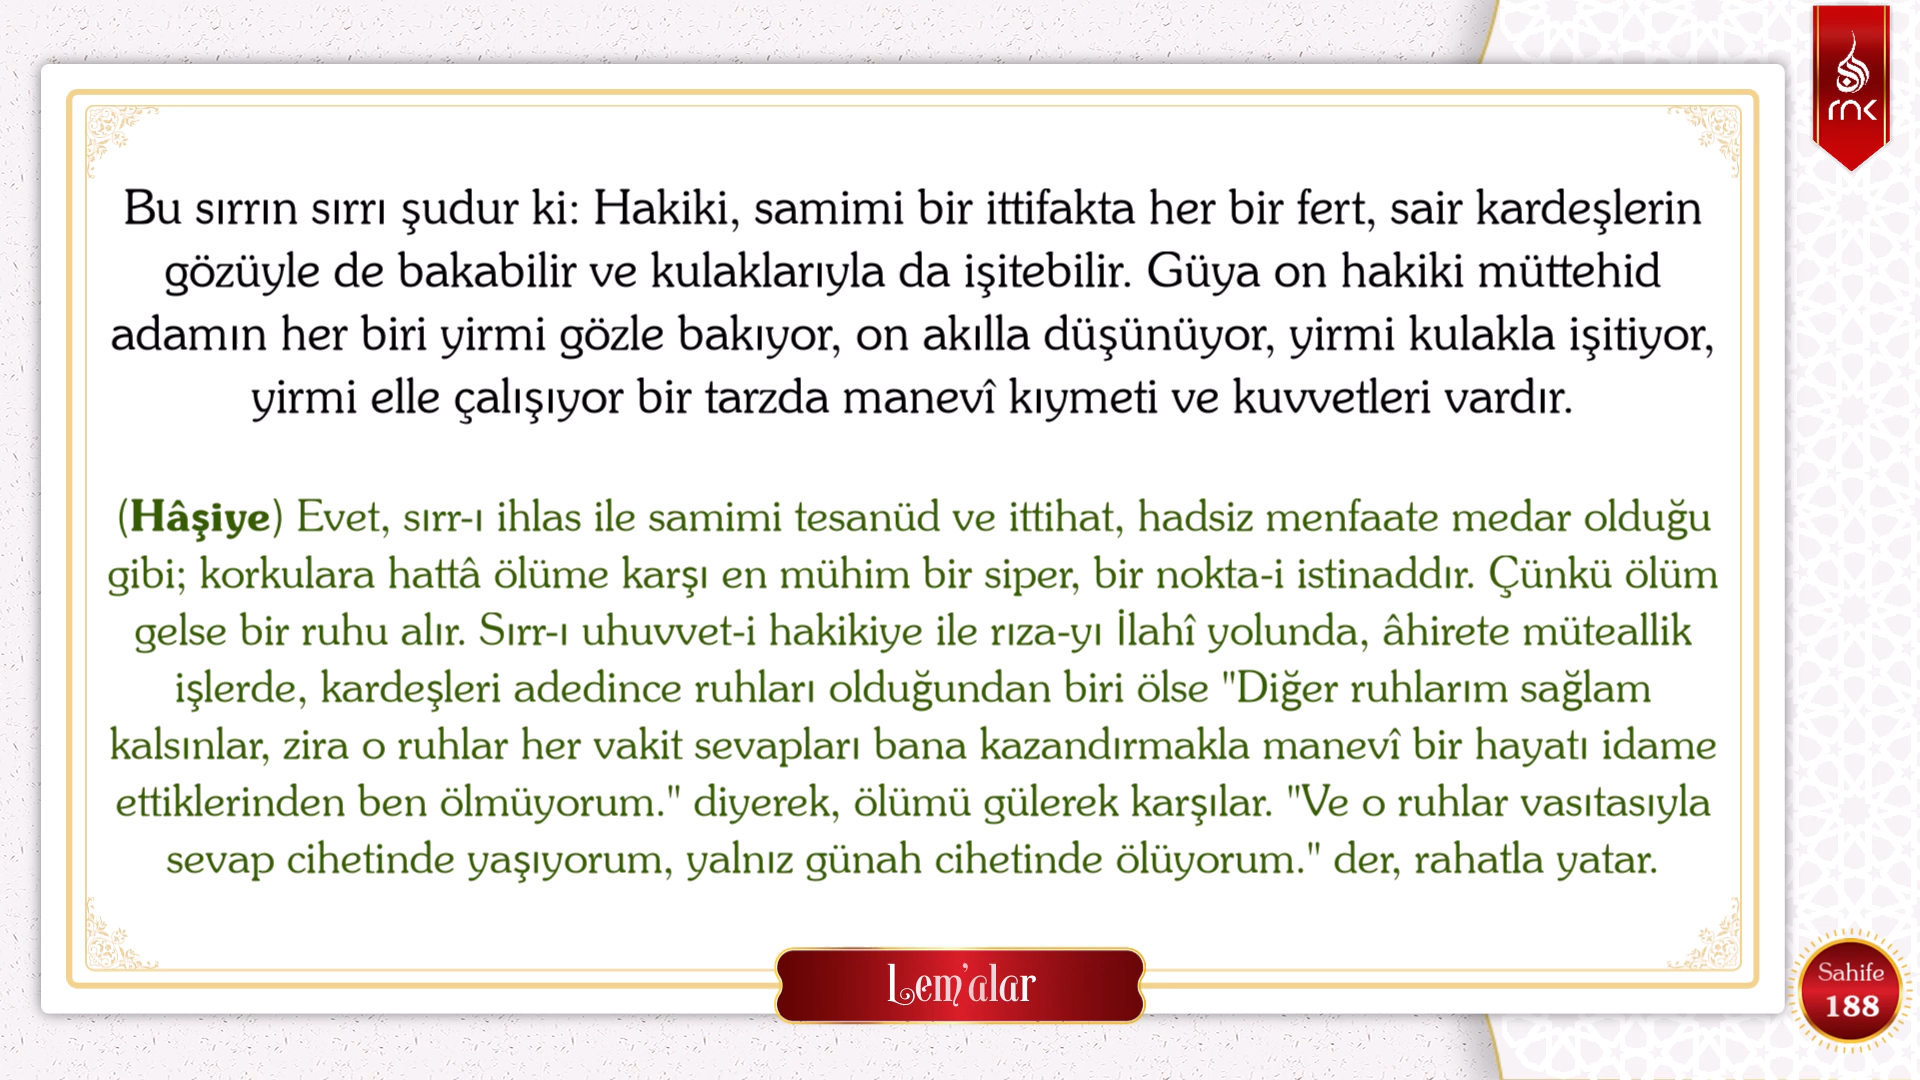 rnk
Bu sırrın sırrı şudur ki: Hakiki, samimi bir ittifakta her bir fert, sair kardeşlerin
gözüyle de bakabilir ve kulaklarıyla da işitebilir. Güya on hakiki müttehid
adamın her biri yirmi gözle bakıyor, on akılla düşünüyor, yirmi kulakla işitiyor,
yirmi elle çalışıyor bir tarzda manevî kıymeti ve kuvvetleri vardır.
(Hâşiye) Evet, sırr-ı ihlas ile samimi tesanüd ve ittihat, hadsiz menfaate medar olduğu
gibi; korkulara hattâ ölüme karşı en mühim bir siper, bir nokta-i istinaddır. Çünkü ölüm
gelse bir ruhu alır. Sırr-ı uhuvvet-i hakikiye ile rıza-yı İlahî yolunda, âhirete müteallik
işlerde, kardeşleri adedince ruhları olduğundan biri ölse "Diğer ruhlarım sağlam
kalsınlar, zira o ruhlar her vakit sevapları bana kazandırmakla manevî bir hayatı idame
ettiklerinden ben ölmüyorum." diyerek, ölümü gülerek karşılar. "Ve o ruhlar vasıtasıyla
sevap cihetinde yaşıyorum, yalnız günah cihetinde ölüyorum." der, rahatla yatar.
Lem'alar
Sahife
188